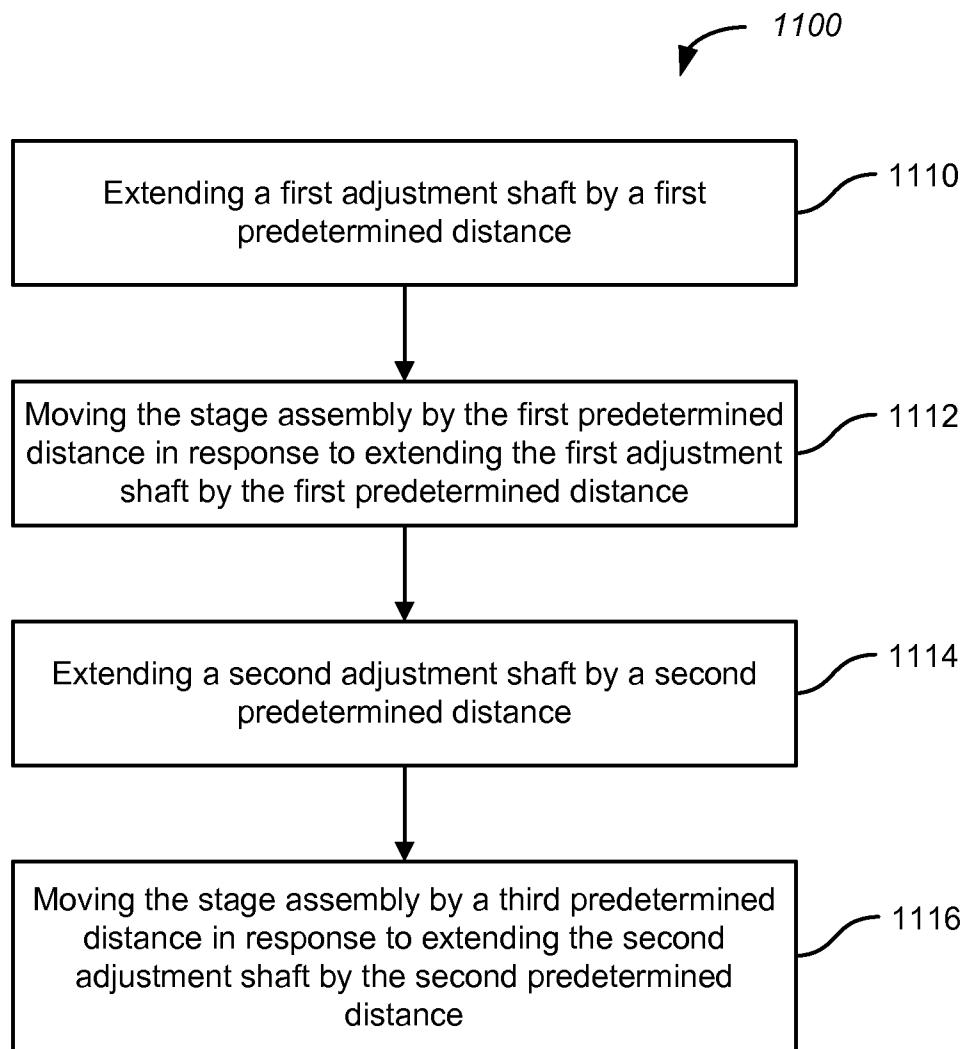 1100
Extending a first adjustment shaft by a first
predetermined distance
1110
Moving the stage assembly by the first predetermined
distance in response to extending the first adjustment
shaft by the first predetermined distance
1112
Extending a second adjustment shaft by a second
predetermined distance
1114
Moving the stage assembly by a third predetermined
distance in response to extending the second
adjustment shaft by the second predetermined
distance
1116